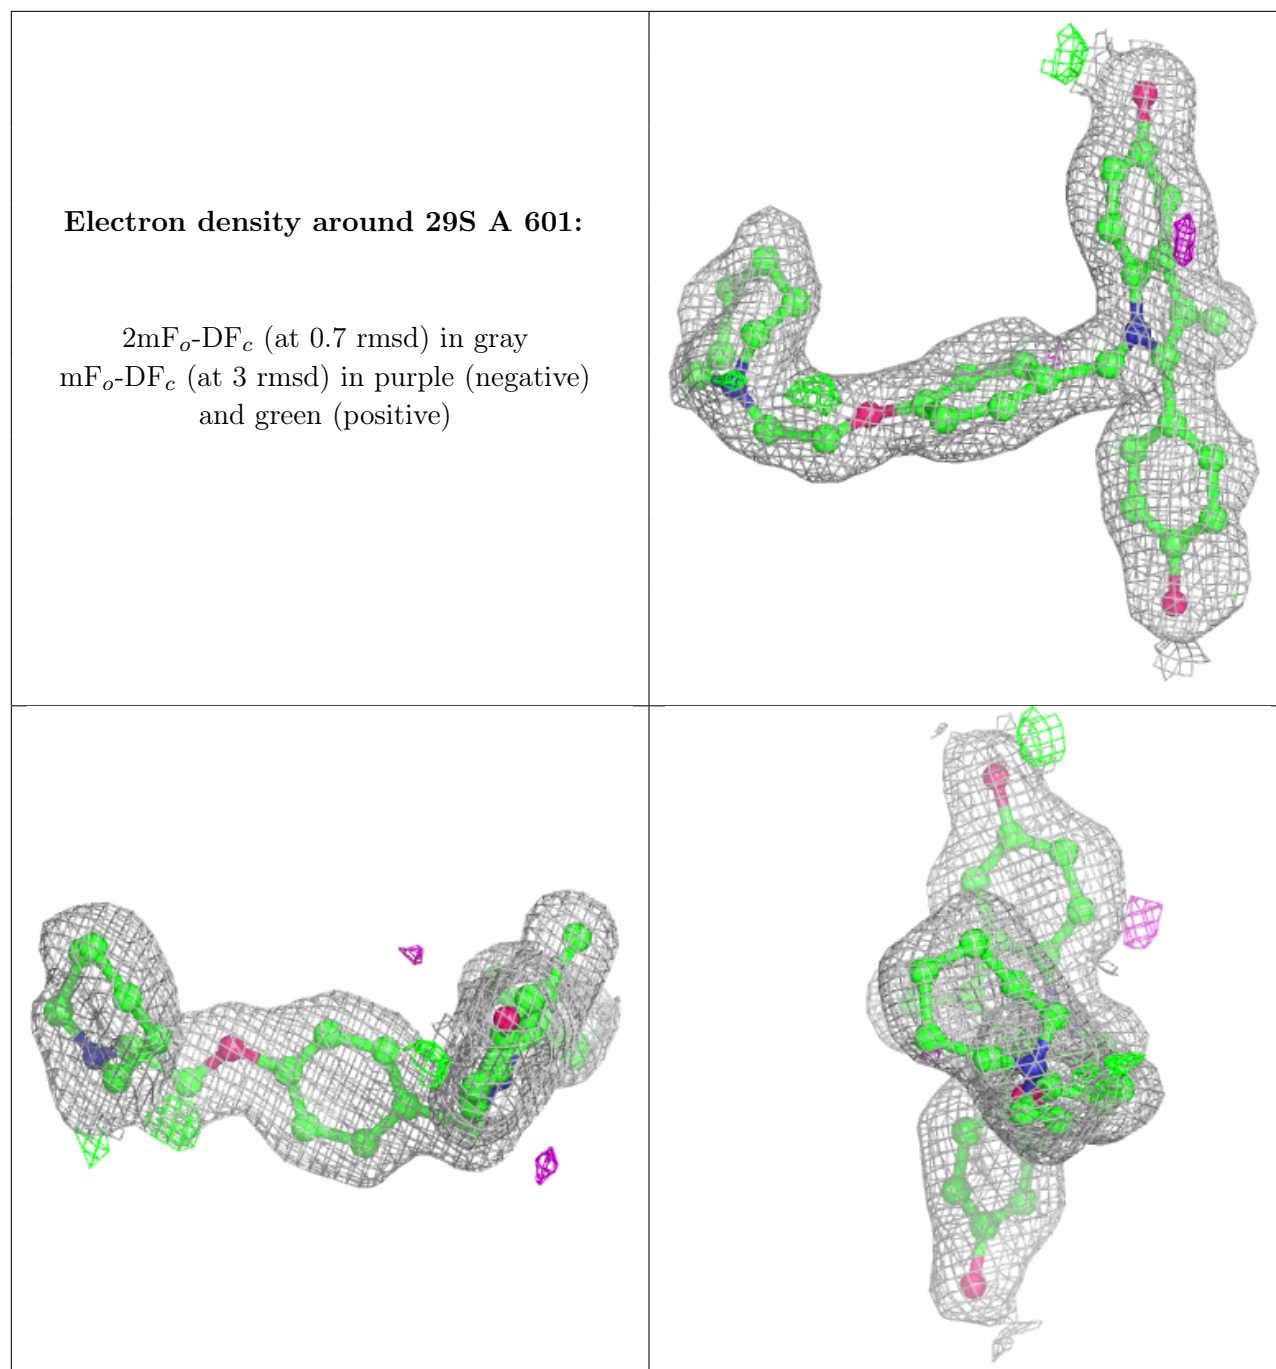 Electron density around 29S A 601:
2mFo-DFc (at 0.7 rmsd) in gray
mFo-DFc (at 3 rmsd) in purple (negative)
and green (positive)